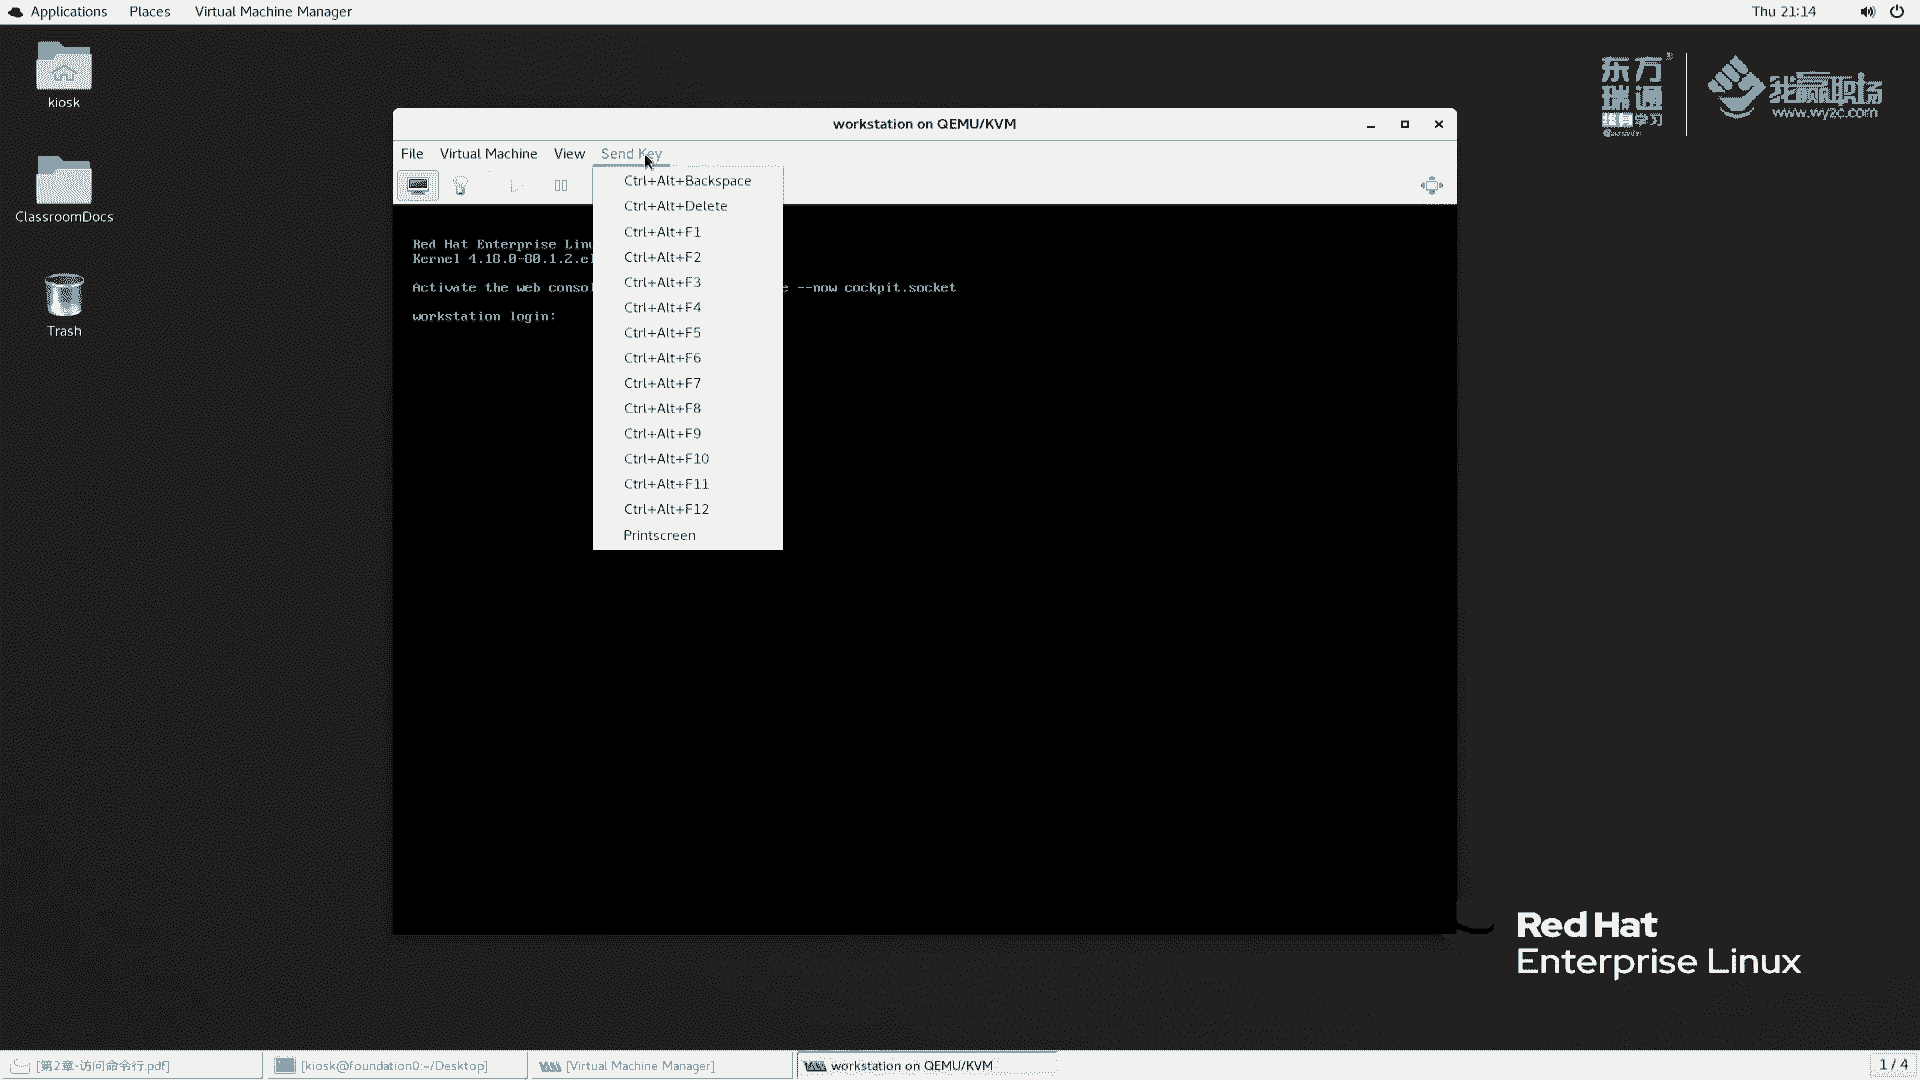 Applications Places Virtual Machine Manager Thu 21:14
kiosk
ClassroomDocs
Trash
东方
瑞通
终身学习
我赢职场
www.wy2c.com
workstation on QEMU/KVM
File Virtual Machine View Send Key
Ctrl+Alt+Backspace
Ctrl+Alt+Delete
Ctrl+Alt+F1
Ctrl+Alt+F2
Ctrl+Alt+F3
Ctrl+Alt+F4
Ctrl+Alt+F5
Ctrl+Alt+F6
Ctrl+Alt+F7
Ctrl+Alt+F8
Ctrl+Alt+F9
Ctrl+Alt+F10
Ctrl+Alt+F11
Ctrl+Alt+F12
Printscreen
Red Hat Enterprise Linu
Kernel 4.18.0-80.1.2.el
Activate the web consol e --now cockpit.socket
workstation login:
Red Hat
Enterprise Linux
[第2章-访问命令行.pdf] [kiosk@foundation0:~/Desktop] [Virtual Machine Manager] workstation on QEMU/KVM 1 / 4